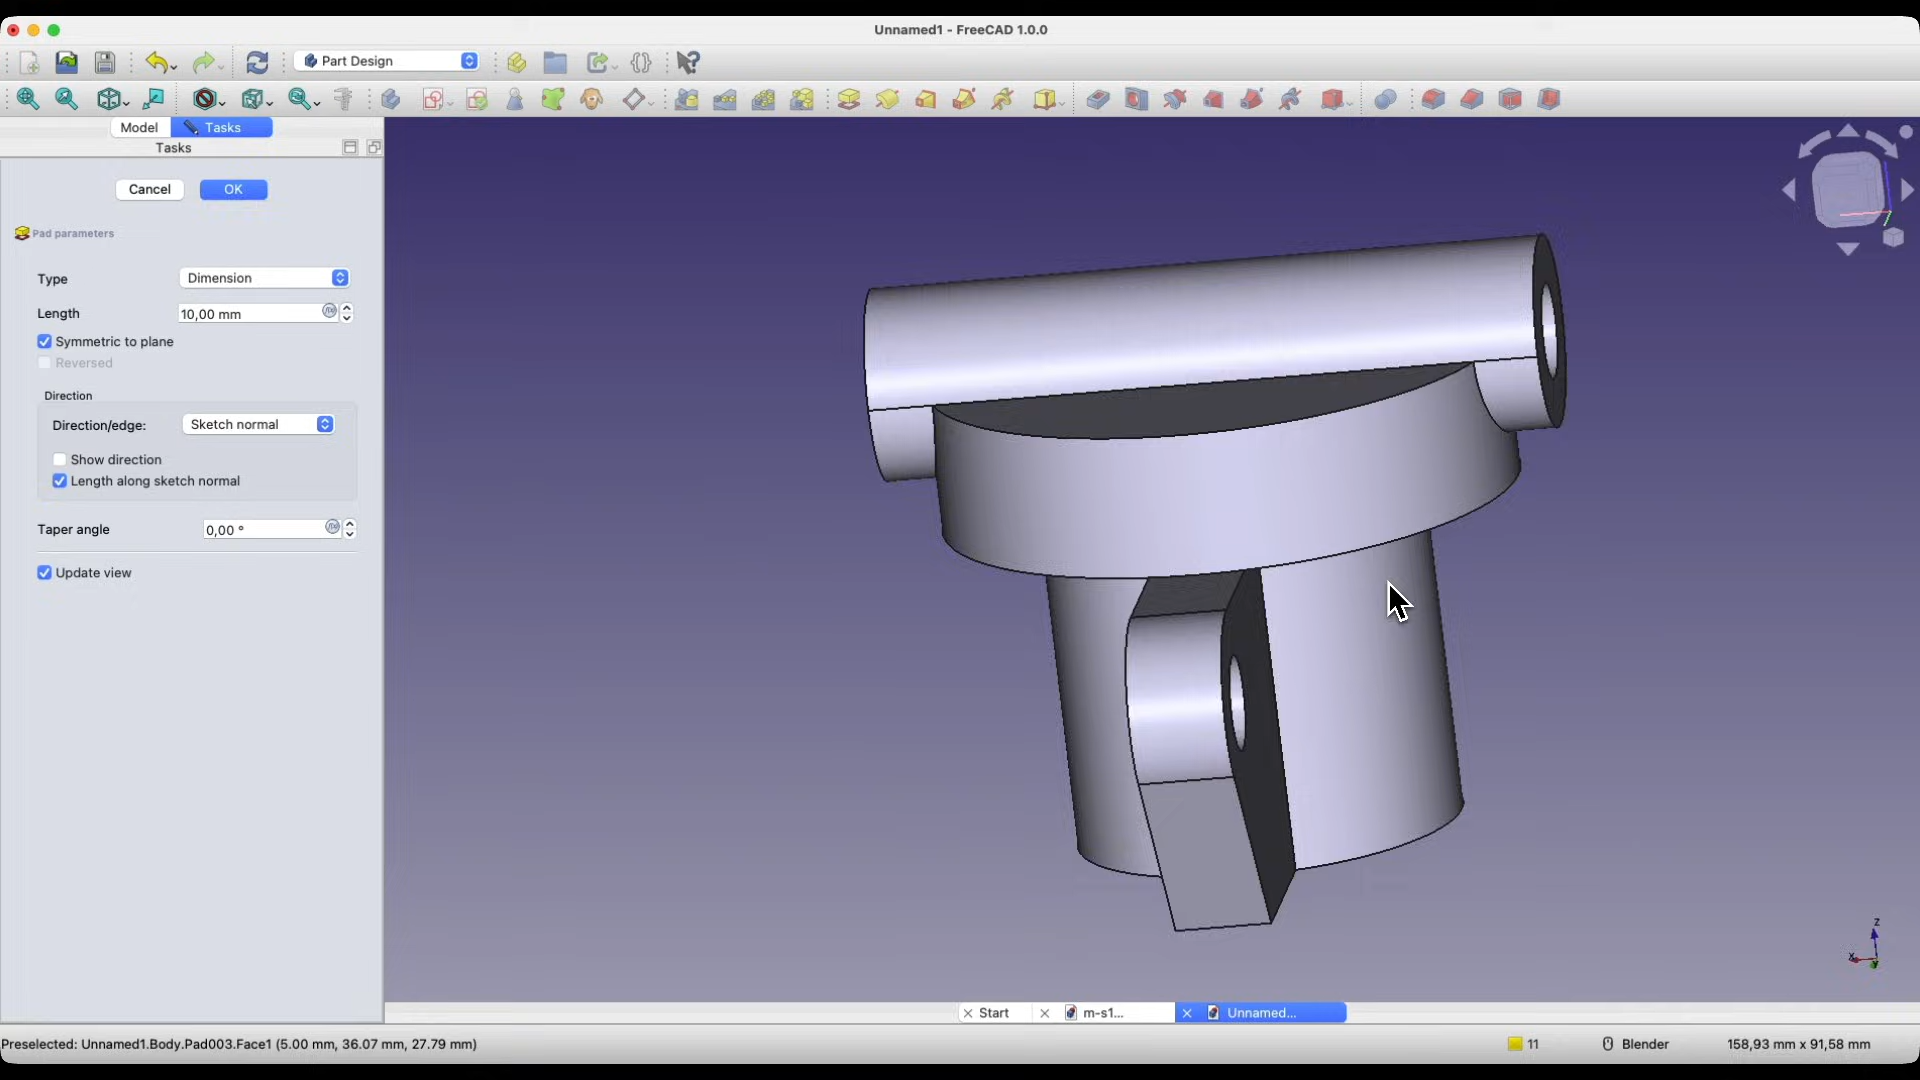 Unnamed1 - FreeCAD 1.0.0
Part Design
Model
Tasks
Tasks
Cancel
OK
Pad parameters
Type
Dimension
Length
10,00 mm
Symmetric to plane
Reversed
Direction
Direction/edge:
Sketch normal
Show direction
Length along sketch normal
Taper angle
0,00 °
Update view
Z
X
Y
Start
m-s1...
Unnamed...
Preselected: Unnamed1.Body.Pad003.Face1 (5.00 mm, 36.07 mm, 27.79 mm)
11
Blender
158,93 mm x 91,58 mm